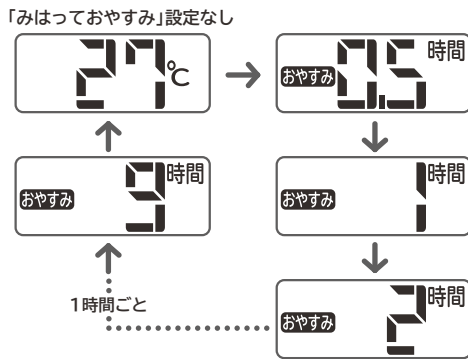 「みはっておやすみ」設定なし
27℃
おやすみ 0.5 時間
おやすみ 9 時間
おやすみ 1 時間
1時間ごと
おやすみ 2 時間